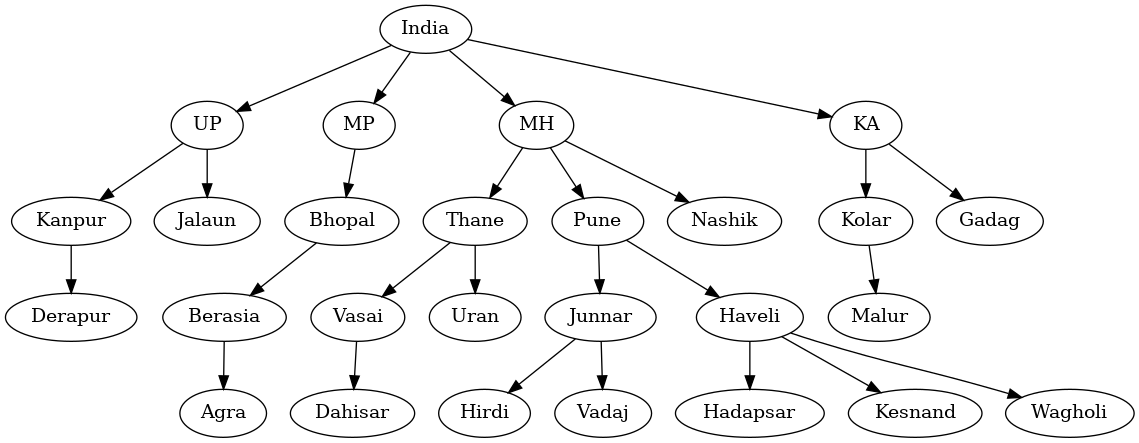 India
UP
MP
MH
KA
Kanpur
Jalaun
Bhopal
Thane
Pune
Nashik
Kolar
Gadag
Derapur
Berasia
Vasai
Uran
Junnar
Haveli
Malur
Agra
Dahisar
Hirdi
Vadaj
Hadapsar
Kesnand
Wagholi